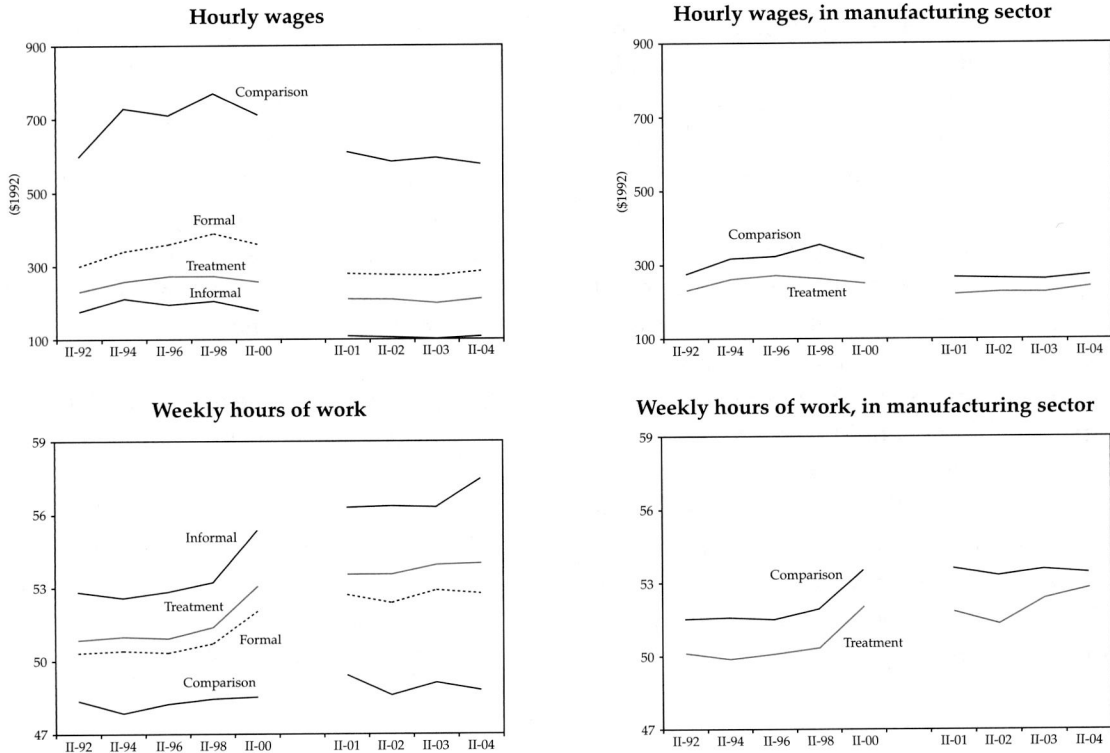 Hourly wages
900
700
500
300
100
($1992)
Comparison
Formal
Treatment
Informal
II-92 II-94 II-96 II-98 II-00 II-01 II-02 II-03 II-04
Hourly wages, in manufacturing sector
900
700
500
300
100
($1992)
Comparison
Treatment
II-92 II-94 II-96 II-98 II-00 II-01 II-02 II-03 II-04
Weekly hours of work
59
56
53
50
47
Informal
Treatment
Formal
Comparison
II-92 II-94 II-96 II-98 II-00 II-01 II-02 II-03 II-04
Weekly hours of work, in manufacturing sector
59
56
53
50
47
Comparison
Treatment
II-92 II-94 II-96 II-98 II-00 II-01 II-02 II-03 II-04